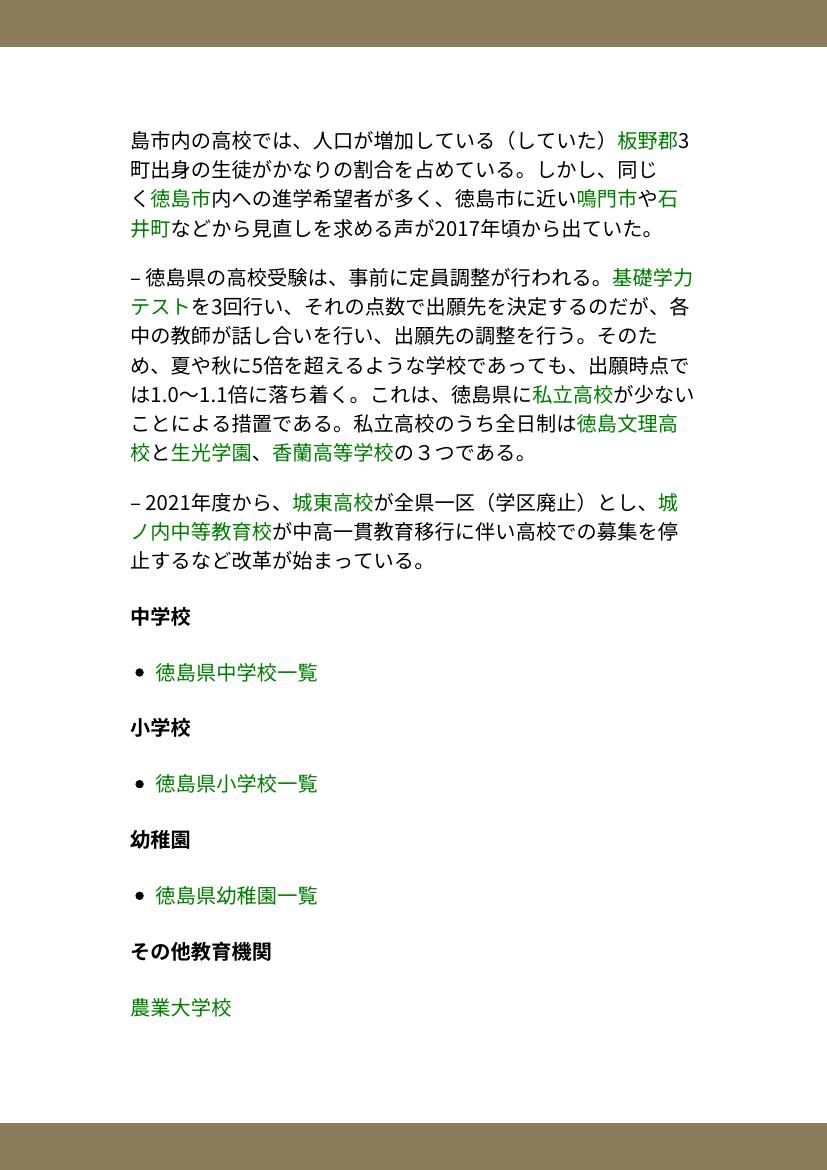 島市内の高校では、人口が増加している（していた）板野郡3
町出身の生徒がかなりの割合を占めている。しかし、同じ
く徳島市内への進学希望者が多く、徳島市に近い鳴門市や石
井町などから見直しを求める声が2017年頃から出ていた。
– 徳島県の高校受験は、事前に定員調整が行われる。基礎学力
テストを3回行い、それの点数で出願先を決定するのだが、各
中の教師が話し合いを行い、出願先の調整を行う。そのた
め、夏や秋に5倍を超えるような学校であっても、出願時点で
は1.0〜1.1倍に落ち着く。これは、徳島県に私立高校が少ない
ことによる措置である。私立高校のうち全日制は徳島文理高
校と生光学園、香蘭高等学校の３つである。
– 2021年度から、城東高校が全県一区（学区廃止）とし、城
ノ内中等教育校が中高一貫教育移行に伴い高校での募集を停
止するなど改革が始まっている。
中学校
• 徳島県中学校一覧
小学校
• 徳島県小学校一覧
幼稚園
• 徳島県幼稚園一覧
その他教育機関
農業大学校